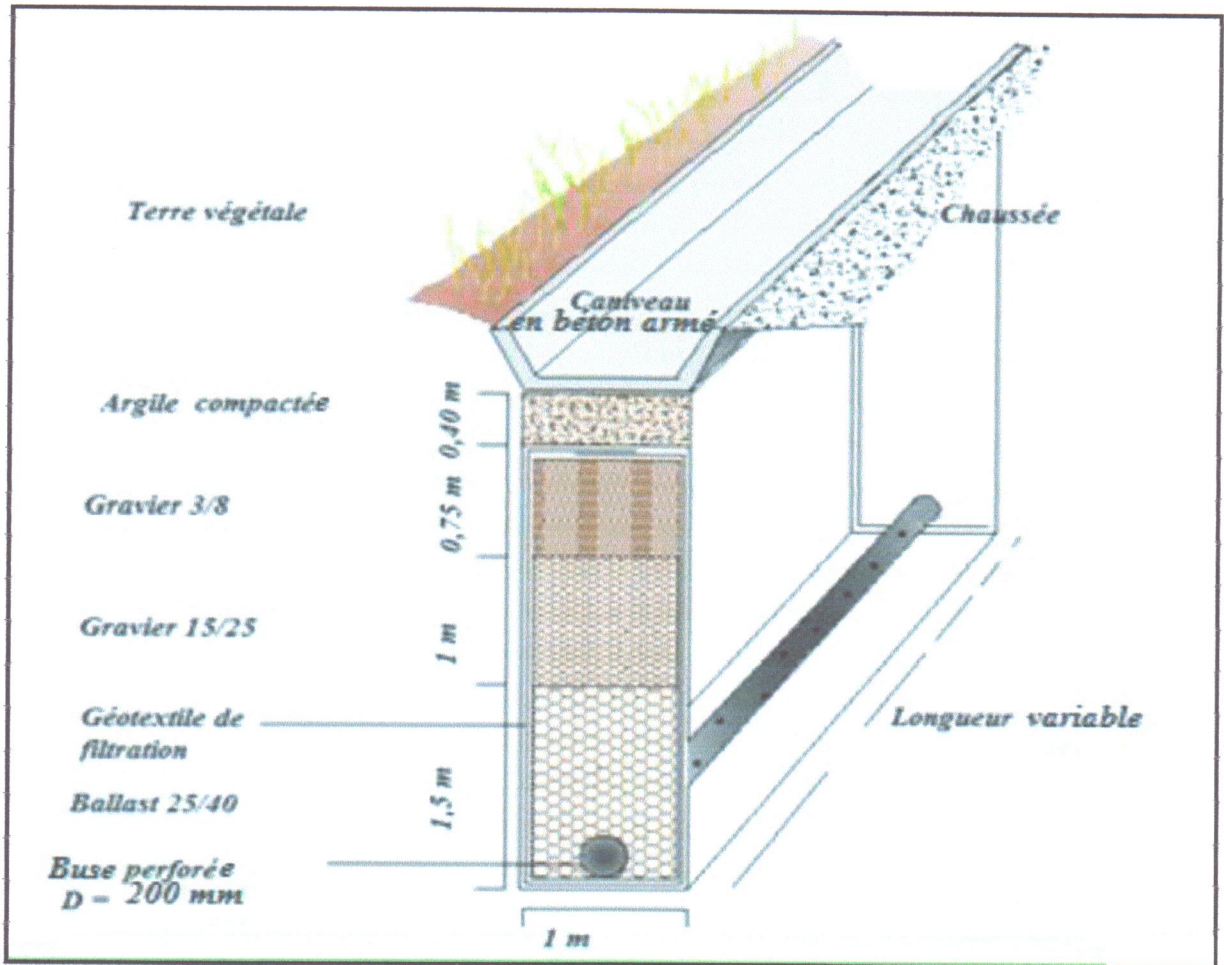 Terre végétale
Chaussée
Caniveau
en béton armé
Argile compactée
0,40 m
Gravier 3/8
0,75 m
Gravier 15/25
1 m
Géotextile de
filtration
Longueur variable
Ballast 25/40
1,5 m
Buse perforée
D = 200 mm
1 m